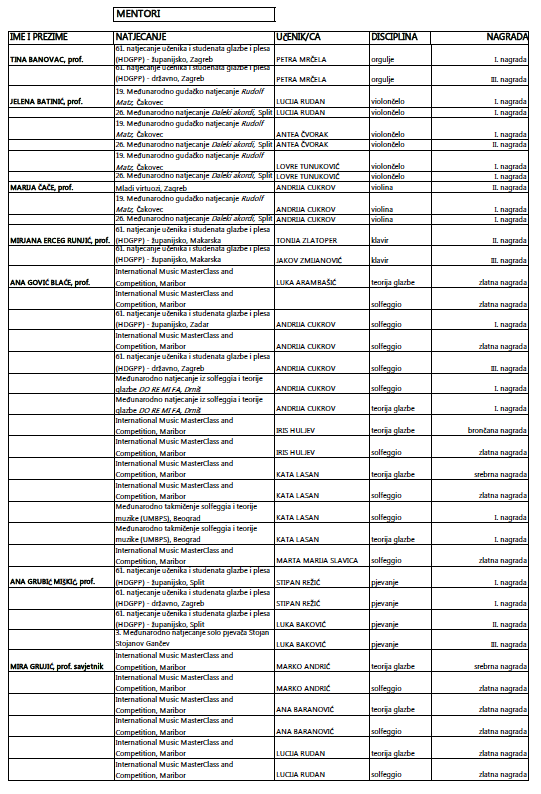 MENTORI
IME I PREZIME NATJECANJE UčENIK/CA DISCIPLINA NAGRADA
61. natjecanje učenika i studenata glazbe i plesa
TINA BANOVAC, prof. (HDGPP) - županijsko, Zagreb PETRA MRČELA orgulje I. nagrada
61. natjecanje učenika i studenata glazbe i plesa
(HDGPP) - državno, Zagreb PETRA MRČELA orgulje III. nagrada
19. Međunarodno gudačko natjecanje Rudolf
JELENA BATINIĆ, prof. Matz, Čakovec LUCIJA RUDAN violončelo I. nagrada
26. Međunarodno natjecanje Daleki akordi, Split LUCIJA RUDAN violončelo I. nagrada
19. Međunarodno gudačko natjecanje Rudolf
Matz, Čakovec ANTEA ČVORAK violončelo I. nagrada
26. Međunarodno natjecanje Daleki akordi, Split ANTEA ČVORAK violončelo II. nagrada
19. Međunarodno gudačko natjecanje Rudolf
Matz, Čakovec LOVRE TUNUKOVIĆ violončelo I. nagrada
26. Međunarodno natjecanje Daleki akordi, Split LOVRE TUNUKOVIĆ violončelo I. nagrada
MARIJA ČAČE, prof. Mladi virtuozi, Zagreb ANDRIJA CUKROV violina II. nagrada
19. Međunarodno gudačko natjecanje Rudolf
Matz, Čakovec ANDRIJA CUKROV violina I. nagrada
26. Međunarodno natjecanje Daleki akordi, Split ANDRIJA CUKROV violina I. nagrada
61. natjecanje učenika i studenata glazbe i plesa
MIRJANA ERCEG RUNJIĆ, prof. (HDGPP) - županijsko, Makarska TONIJA ZLATOPER klavir II. nagrada
61. natjecanje učenika i studenata glazbe i plesa
(HDGPP) - županijsko, Makarska JAKOV ZMIJANOVIĆ klavir III. nagrada
International Music MasterClass and
ANA GOVIĆ BLAĆE, prof. Competition, Maribor LUKA ARAMBAŠIĆ teorija glazbe zlatna nagrada
International Music MasterClass and
Competition, Maribor solfeggio zlatna nagrada
61. natjecanje učenika i studenata glazbe i plesa
(HDGPP) - županijsko, Zadar ANDRIJA CUKROV solfeggio I. nagrada
International Music MasterClass and
Competition, Maribor ANDRIJA CUKROV solfeggio zlatna nagrada
61. natjecanje učenika i studenata glazbe i plesa
(HDGPP) - državno, Zagreb ANDRIJA CUKROV solfeggio III. nagrada
Međunarodno natjecanje iz solfeggia i teorije
glazbe DO RE MI FA, Drniš ANDRIJA CUKROV solfeggio I. nagrada
Međunarodno natjecanje iz solfeggia i teorije
glazbe DO RE MI FA, Drniš ANDRIJA CUKROV teorija glazbe I. nagrada
International Music MasterClass and
Competition, Maribor IRIS HULJEV teorija glazbe brončana nagrada
International Music MasterClass and
Competition, Maribor IRIS HULJEV solfeggio zlatna nagrada
International Music MasterClass and
Competition, Maribor KATA LASAN teorija glazbe srebrna nagrada
International Music MasterClass and
Competition, Maribor KATA LASAN solfeggio zlatna nagrada
Međunarodno takmičenje solfeggia i teorije
muzike (UMBPS), Beograd KATA LASAN solfeggio I. nagrada
Međunarodno takmičenje solfeggia i teorije
muzike (UMBPS), Beograd KATA LASAN teorija glazbe I. nagrada
International Music MasterClass and
Competition, Maribor MARTA MARIJA SLAVICA solfeggio zlatna nagrada
61. natjecanje učenika i studenata glazbe i plesa
ANA GRUBIĆ MIŠKIĆ, prof. (HDGPP) - županijsko, Split STIPAN REŽIĆ pjevanje I. nagrada
61. natjecanje učenika i studenata glazbe i plesa
(HDGPP) - državno, Zagreb STIPAN REŽIĆ pjevanje I. nagrada
61. natjecanje učenika i studenata glazbe i plesa
(HDGPP) - županijsko, Split LUKA BAKOVIĆ pjevanje II. nagrada
3. Međunarodno natjecanje solo pjevača Stojan
Stojanov Gančev LUKA BAKOVIĆ pjevanje III. nagrada
International Music MasterClass and
MIRA GRUJIĆ, prof. savjetnik Competition, Maribor MARKO ANDRIĆ teorija glazbe srebrna nagrada
International Music MasterClass and
Competition, Maribor MARKO ANDRIĆ solfeggio zlatna nagrada
International Music MasterClass and
Competition, Maribor ANA BARANOVIĆ teorija glazbe zlatna nagrada
International Music MasterClass and
Competition, Maribor ANA BARANOVIĆ solfeggio zlatna nagrada
International Music MasterClass and
Competition, Maribor LUCIJA RUDAN teorija glazbe zlatna nagrada
International Music MasterClass and
Competition, Maribor LUCIJA RUDAN solfeggio zlatna nagrada